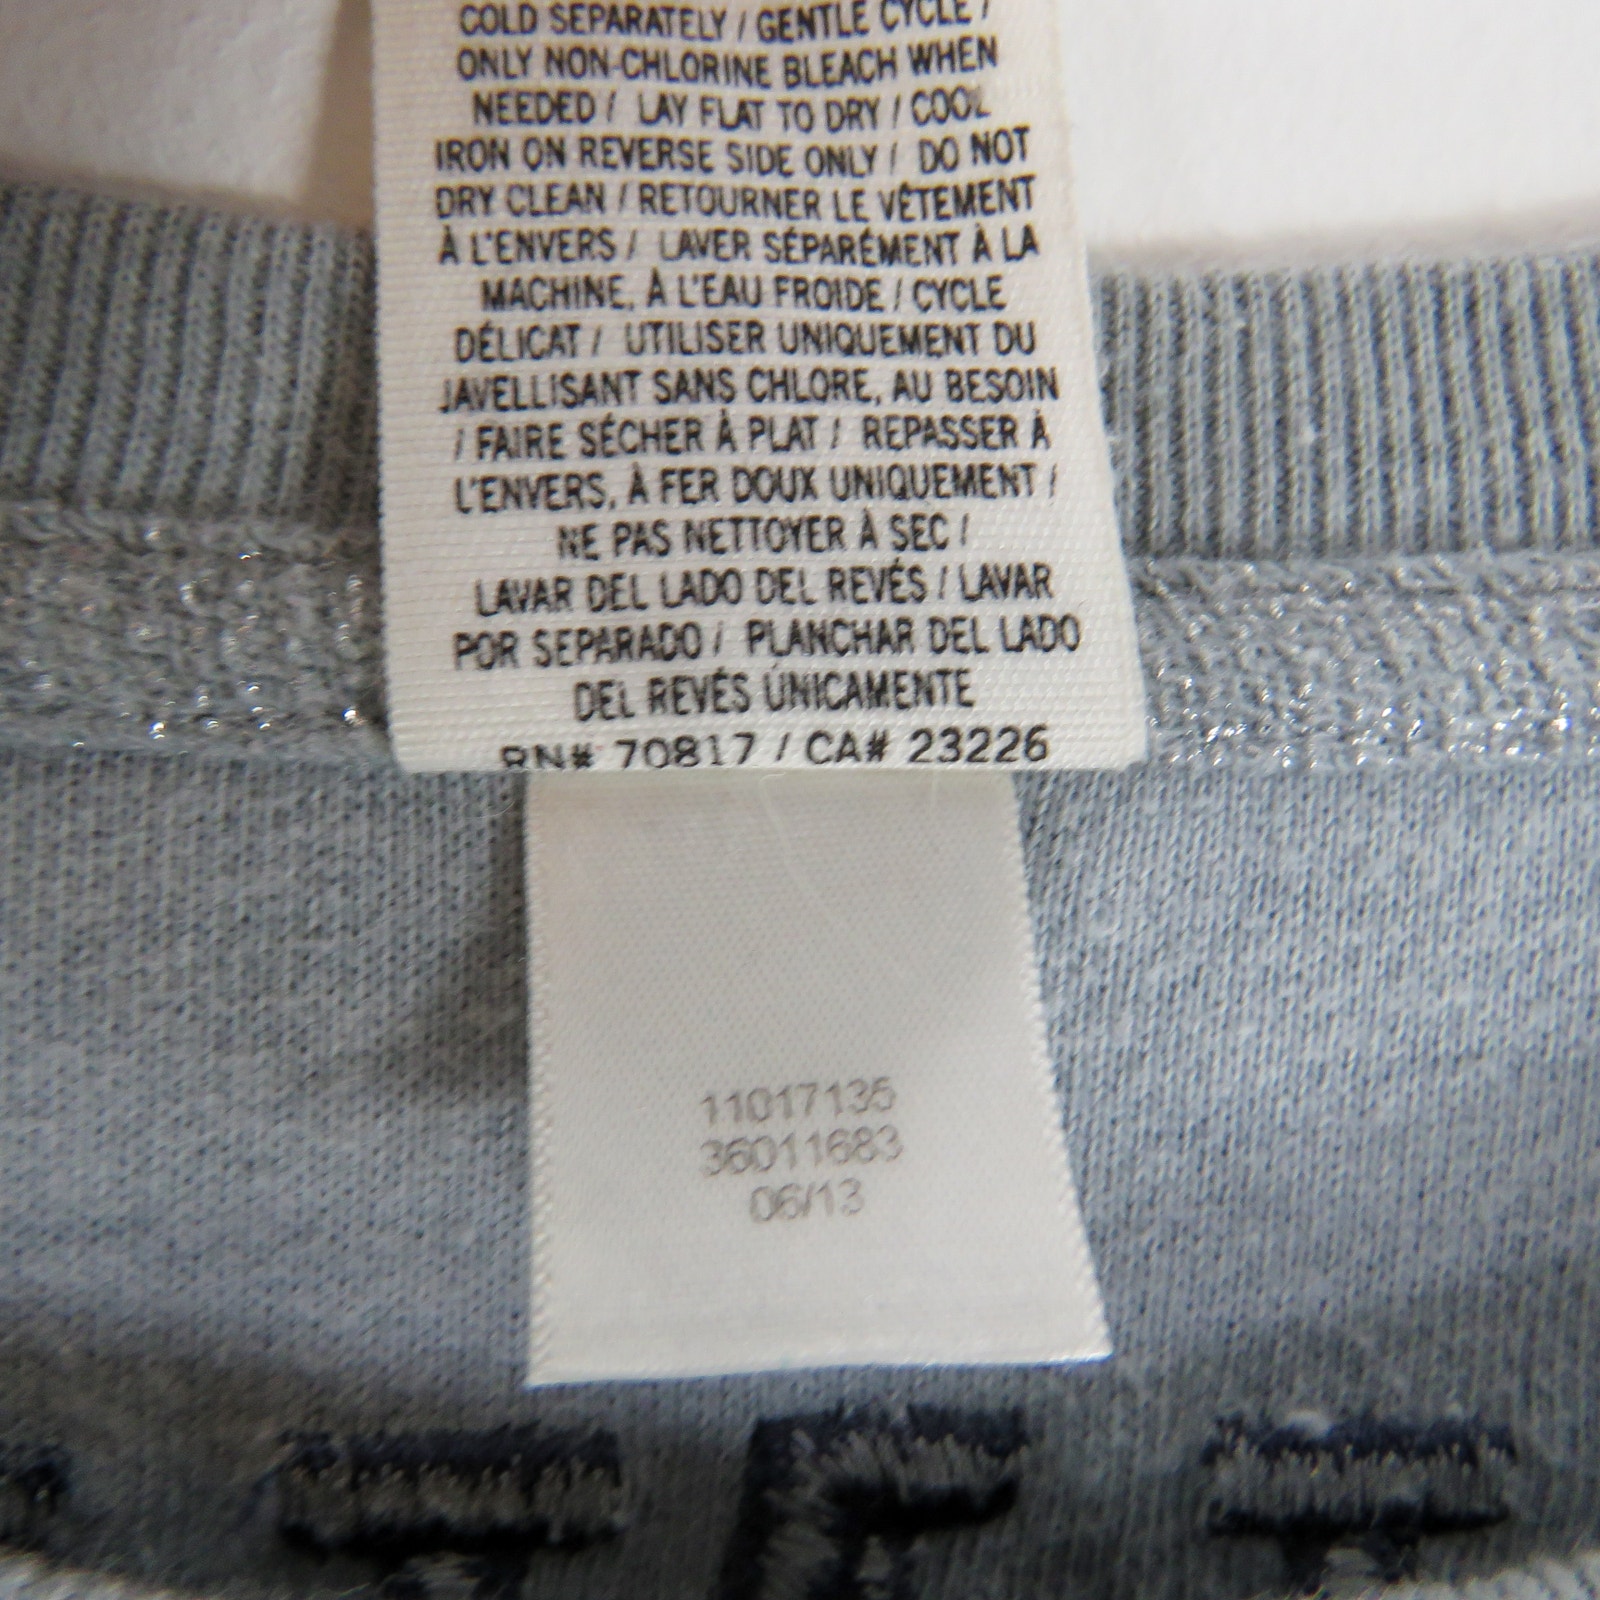 COLD SEPARATELY / GENTLE CYCLE /
ONLY NON-CHLORINE BLEACH WHEN
NEEDED / LAY FLAT TO DRY / COOL
IRON ON REVERSE SIDE ONLY / DO NOT
DRY CLEAN / RETOURNER LE VÊTEMENT
À L'ENVERS / LAVER SÉPARÉMENT À LA
MACHINE, À L'EAU FROIDE / CYCLE
DÉLICAT / UTILISER UNIQUEMENT DU
JAVELLISANT SANS CHLORE, AU BESOIN
/ FAIRE SÉCHER À PLAT / REPASSER À
L'ENVERS, À FER DOUX UNIQUEMENT /
NE PAS NETTOYER À SEC /
LAVAR DEL LADO DEL REVÉS / LAVAR
POR SEPARADO / PLANCHAR DEL LADO
DEL REVÉS ÚNICAMENTE
RN# 70817 / CA# 23226
11017135
36011683
06/13